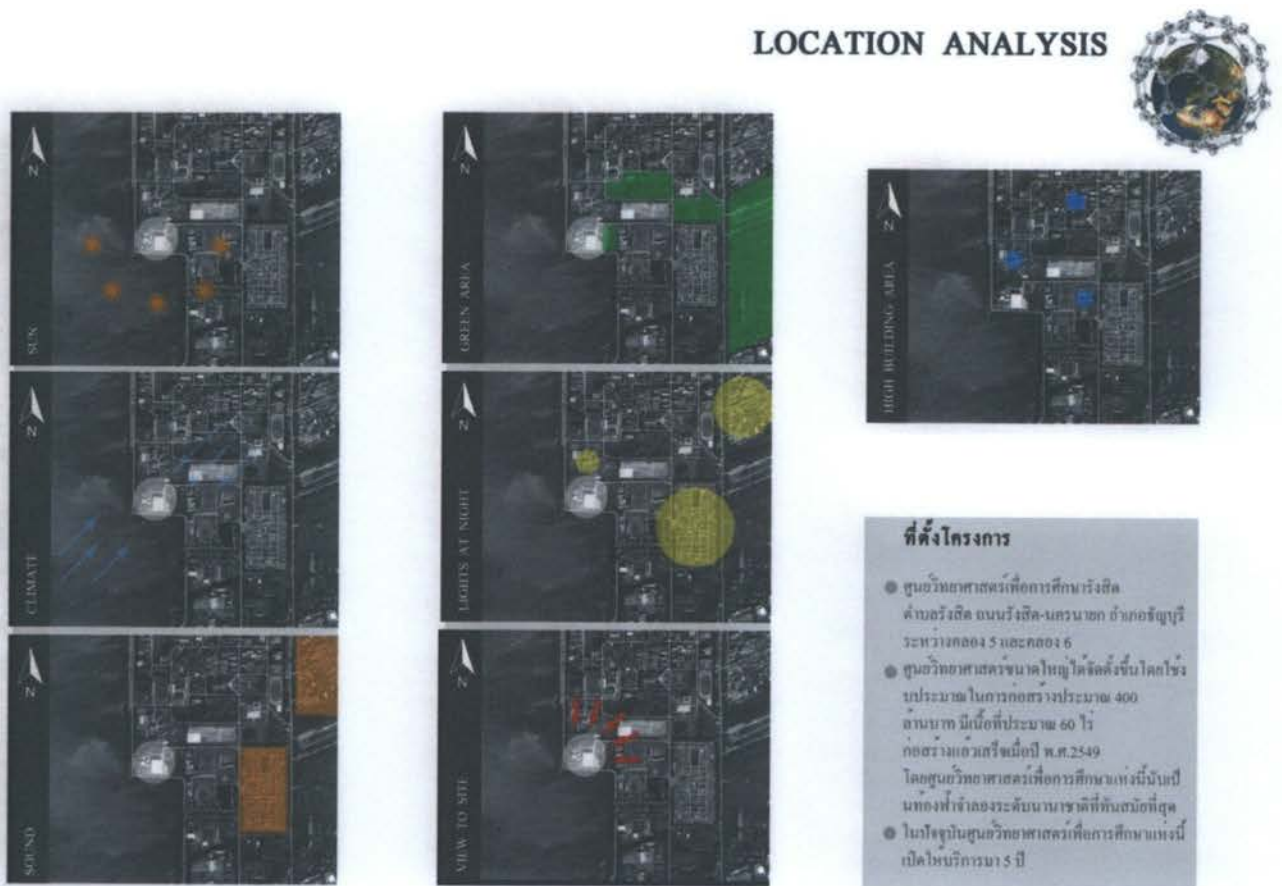 LOCATION ANALYSIS
N
SUN
N
GREEN AREA
N
HIGH BUILDING AREA
N
CLIMATE
N
LIGHTS AT NIGHT
N
SOUND
N
VIEW TO SITE
ที่ตั้งโครงการ
ศูนย์วิทยาศาสตร์เพื่อการศึกษารังสิต
ตำบลรังสิต ถนนรังสิต-นครนายก อำเภอธัญบุรี
ระหว่างคลอง 5 และคลอง 6
ศูนย์วิทยาศาสตร์ขนาดใหญ่ได้จัดตั้งขึ้นโดยใช้ง
บประมาณในการก่อสร้างประมาณ 400
ล้านบาท มีเนื้อที่ประมาณ 60 ไร่
ก่อสร้างแล้วเสร็จเมื่อปี พ.ศ.2549
โดยศูนย์วิทยาศาสตร์เพื่อการศึกษาแห่งนี้นับเป็
นท้องฟ้าจำลองระดับนานาชาติที่ทันสมัยที่สุด
ในปัจจุบันศูนย์วิทยาศาสตร์เพื่อการศึกษาแห่งนี้
เปิดให้บริการมา 5 ปี